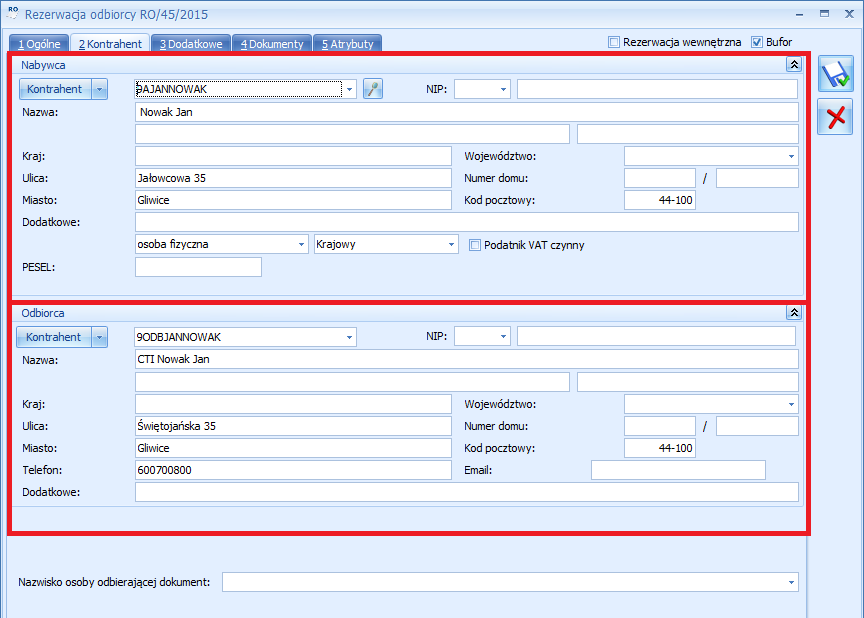 RO Rezerwacja odbiorcy RO/45/2015
1 Ogólne 2 Kontrahent 3 Dodatkowe 4 Dokumenty 5 Atrybuty Rezerwacja wewnętrzna Bufor
Nabywca
Kontrahent 9AJANNOWAK NIP:
Nazwa: Nowak Jan
Kraj: Województwo:
Ulica: Jałowcowa 35 Numer domu: /
Miasto: Gliwice Kod pocztowy: 44-100
Dodatkowe:
osoba fizyczna Krajowy Podatnik VAT czynny
PESEL:
Odbiorca
Kontrahent 9ODBJANNOWAK NIP:
Nazwa: CTI Nowak Jan
Kraj: Województwo:
Ulica: Świętojańska 35 Numer domu: /
Miasto: Gliwice Kod pocztowy: 44-100
Telefon: 600700800 Email:
Dodatkowe:
Nazwisko osoby odbierającej dokument: